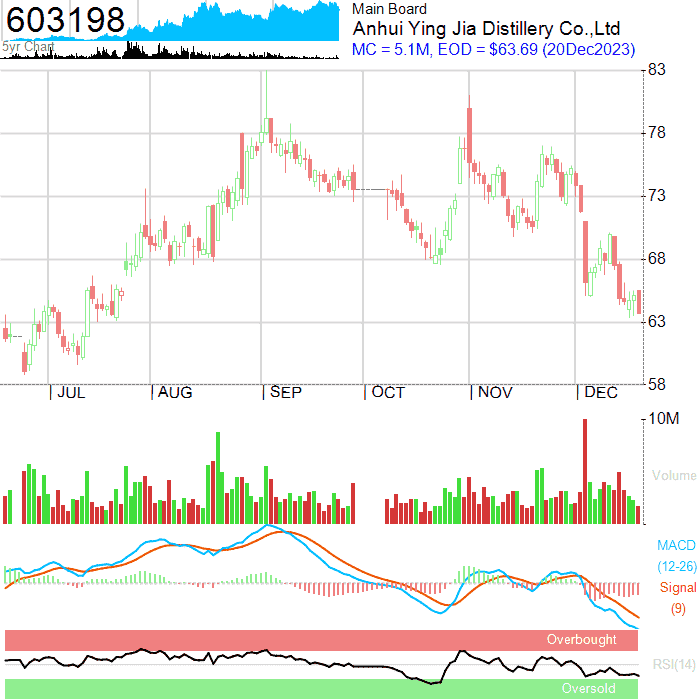 603198
5yr Chart
Main Board
Anhui Ying Jia Distillery Co.,Ltd
MC = 5.1M, EOD = $63.69 (20Dec2023)
83
78
73
68
63
58
JUL AUG SEP OCT NOV DEC
10M
Volume
MACD
(12-26)
Signal
(9)
Overbought
RSI(14)
Oversold